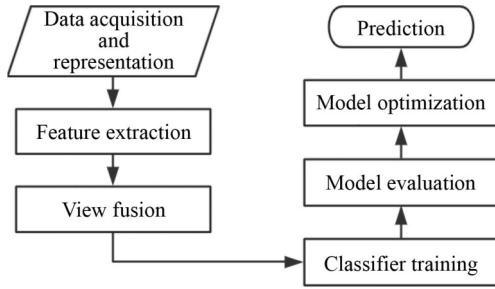 Data acquisition
and
representation
Feature extraction
View fusion
Classifier training
Model evaluation
Model optimization
Prediction